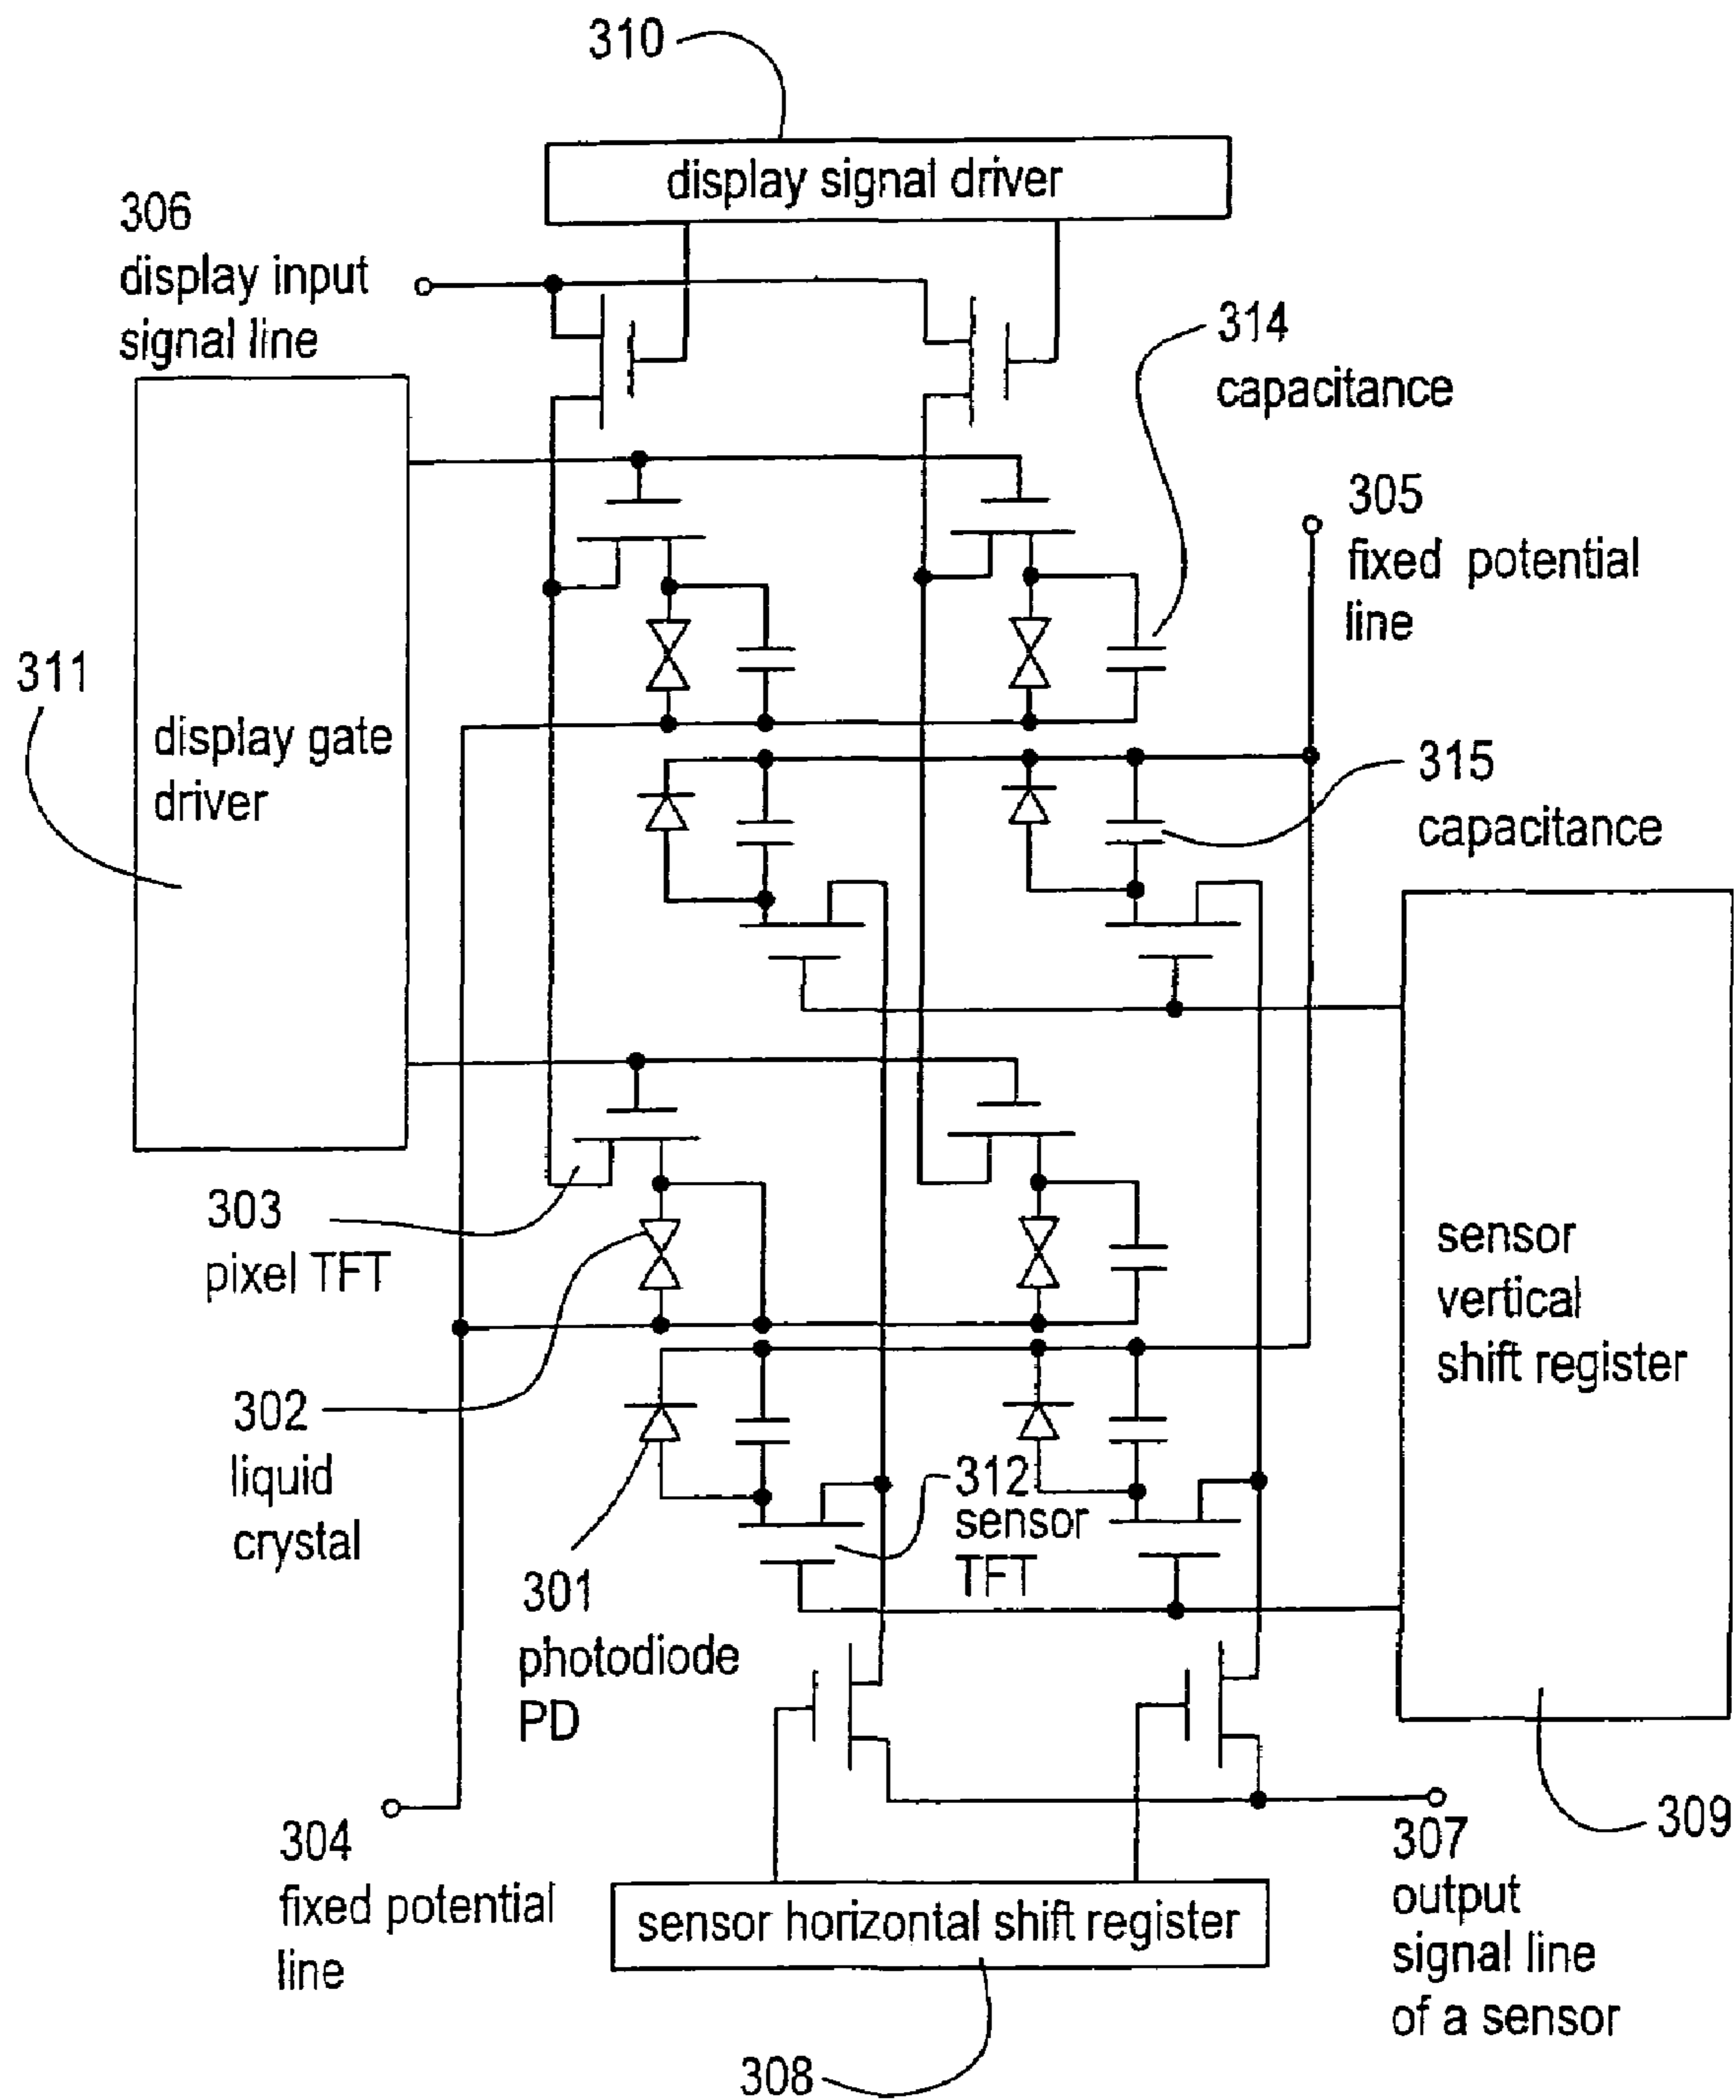 310
display signal driver
306
display input
signal line
314
capacitance
305
fixed potential
line
311
display gate
driver
315
capacitance
303
pixel TFT
sensor
vertical
shift register
302
liquid
crystal
312
sensor
TFT
301
photodiode
PD
304
fixed potential
line
309
307
output
signal line
of a sensor
sensor horizontal shift register
308